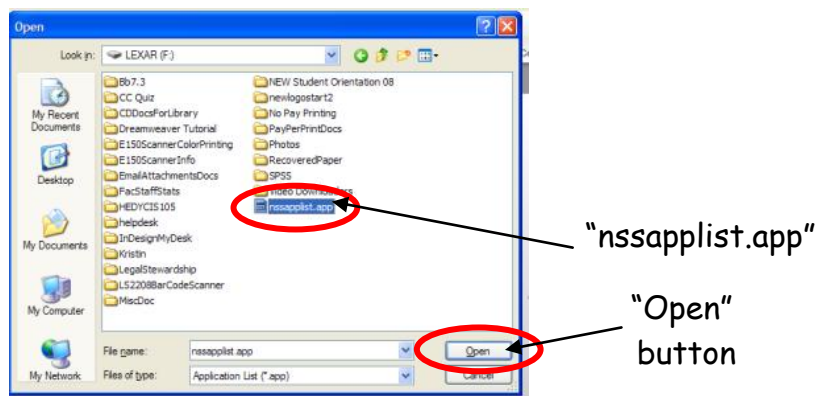 Open
Look in: LEXAR (F:)
My Recent Documents
Desktop
My Documents
My Computer
My Network
Bb7.3
CC Quiz
CDDocsForLibrary
Dreamweaver Tutorial
E150ScannerColorPrinting
E150ScannerInfo
EmailAttachmentsDocs
FacStaffStats
HEDYCIS105
helpdesk
InDesignMyDesk
Kristin
LegalStewardship
LS2208BarCodeScanner
MiscDoc
NEW Student Orientation 08
newlogostart2
No Pay Printing
PayPerPrintDocs
Photos
RecoveredPaper
SPSS
Video Downloaders
nssapplist.app
File name: nssapplist.app
Open
Files of type: Application List (*.app)
Cancel
"nssapplist.app"
"Open"
button